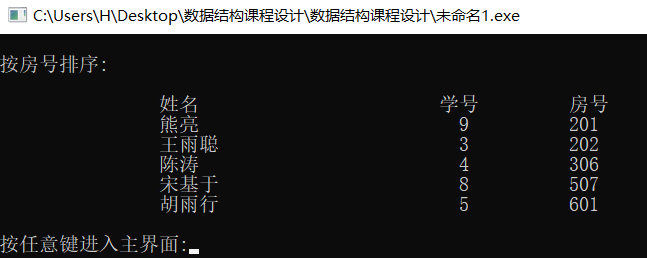 C:\Users\H\Desktop\数据结构课程设计\数据结构课程设计\未命名1.exe
按房号排序:
姓名 学号 房号
熊亮 9 201
王雨聪 3 202
陈涛 4 306
宋基于 8 507
胡雨行 5 601
按任意键进入主界面: